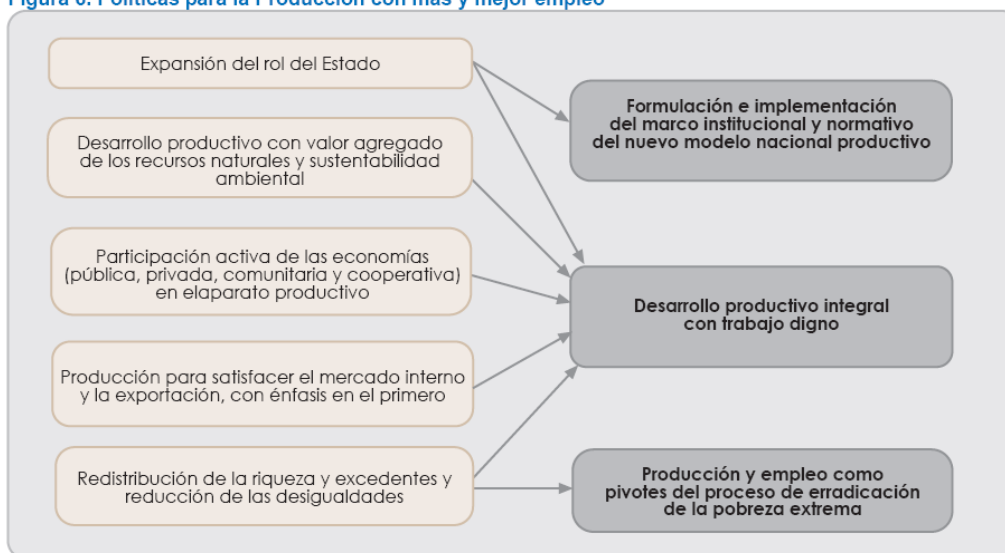 Figura 6. Políticas para la Producción con más y mejor empleo
Expansión del rol del Estado
Desarrollo productivo con valor agregado
de los recursos naturales y sustentabilidad
ambiental
Participación activa de las economías
(pública, privada, comunitaria y cooperativa)
en elaparato productivo
Producción para satisfacer el mercado interno
y la exportación, con énfasis en el primero
Redistribución de la riqueza y excedentes y
reducción de las desigualdades
Formulación e implementación
del marco institucional y normativo
del nuevo modelo nacional productivo
Desarrollo productivo integral
con trabajo digno
Producción y empleo como
pivotes del proceso de erradicación
de la pobreza extrema